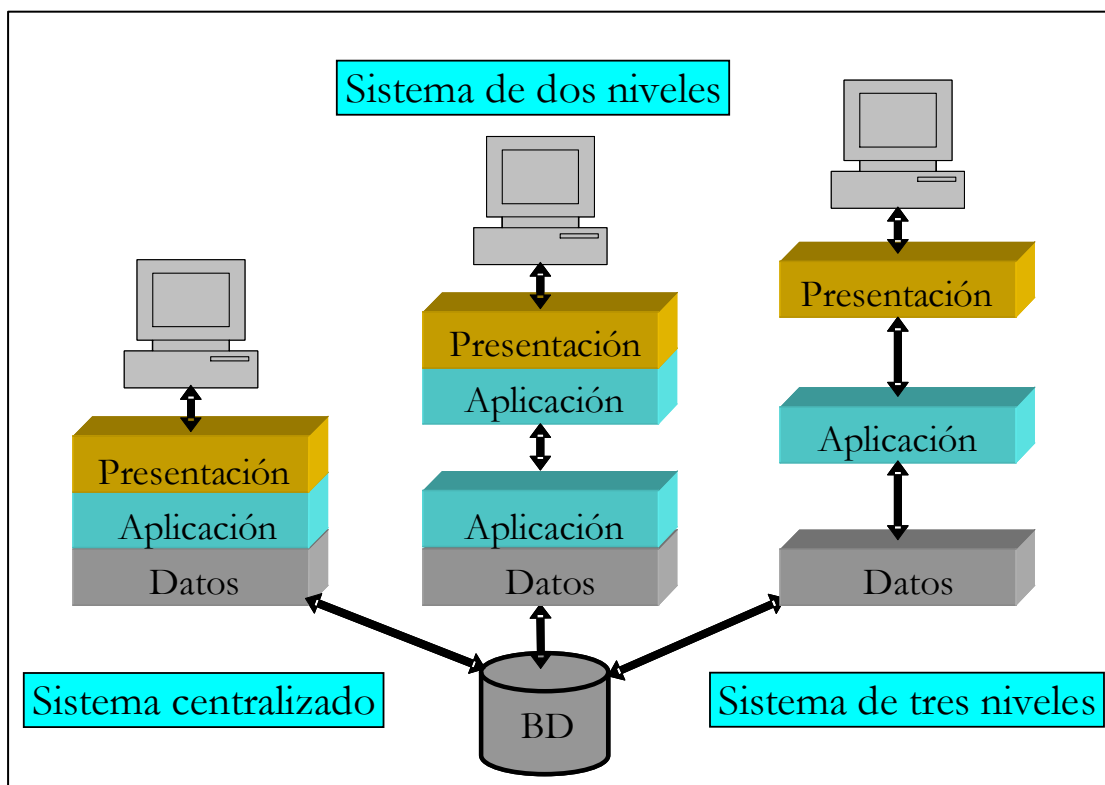 Sistema de dos niveles
Presentación
Aplicación
Datos
Sistema centralizado
Presentación
Aplicación
Aplicación
Datos
BD
Presentación
Aplicación
Datos
Sistema de tres niveles